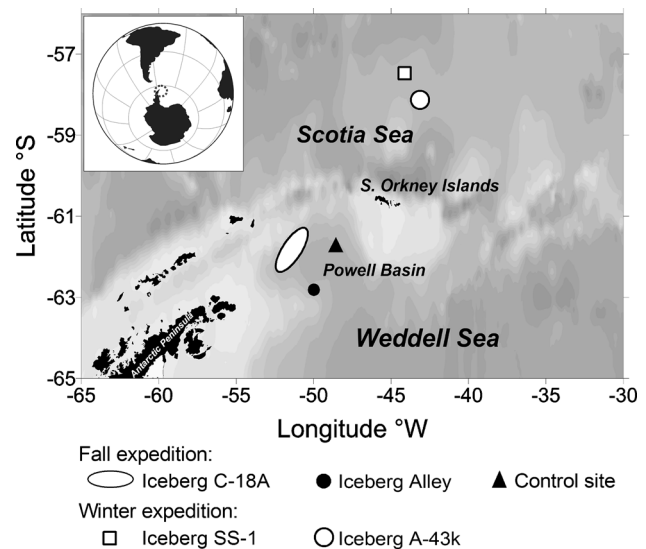 -57
-59
-61
-63
-65
Latitude °S
Scotia Sea
S. Orkney Islands
Powell Basin
Weddell Sea
Antarctic Peninsula
-65 -60 -55 -50 -45 -40 -35 -30
Longitude °W
Fall expedition:
Iceberg C-18A Iceberg Alley Control site
Winter expedition:
Iceberg SS-1 Iceberg A-43k